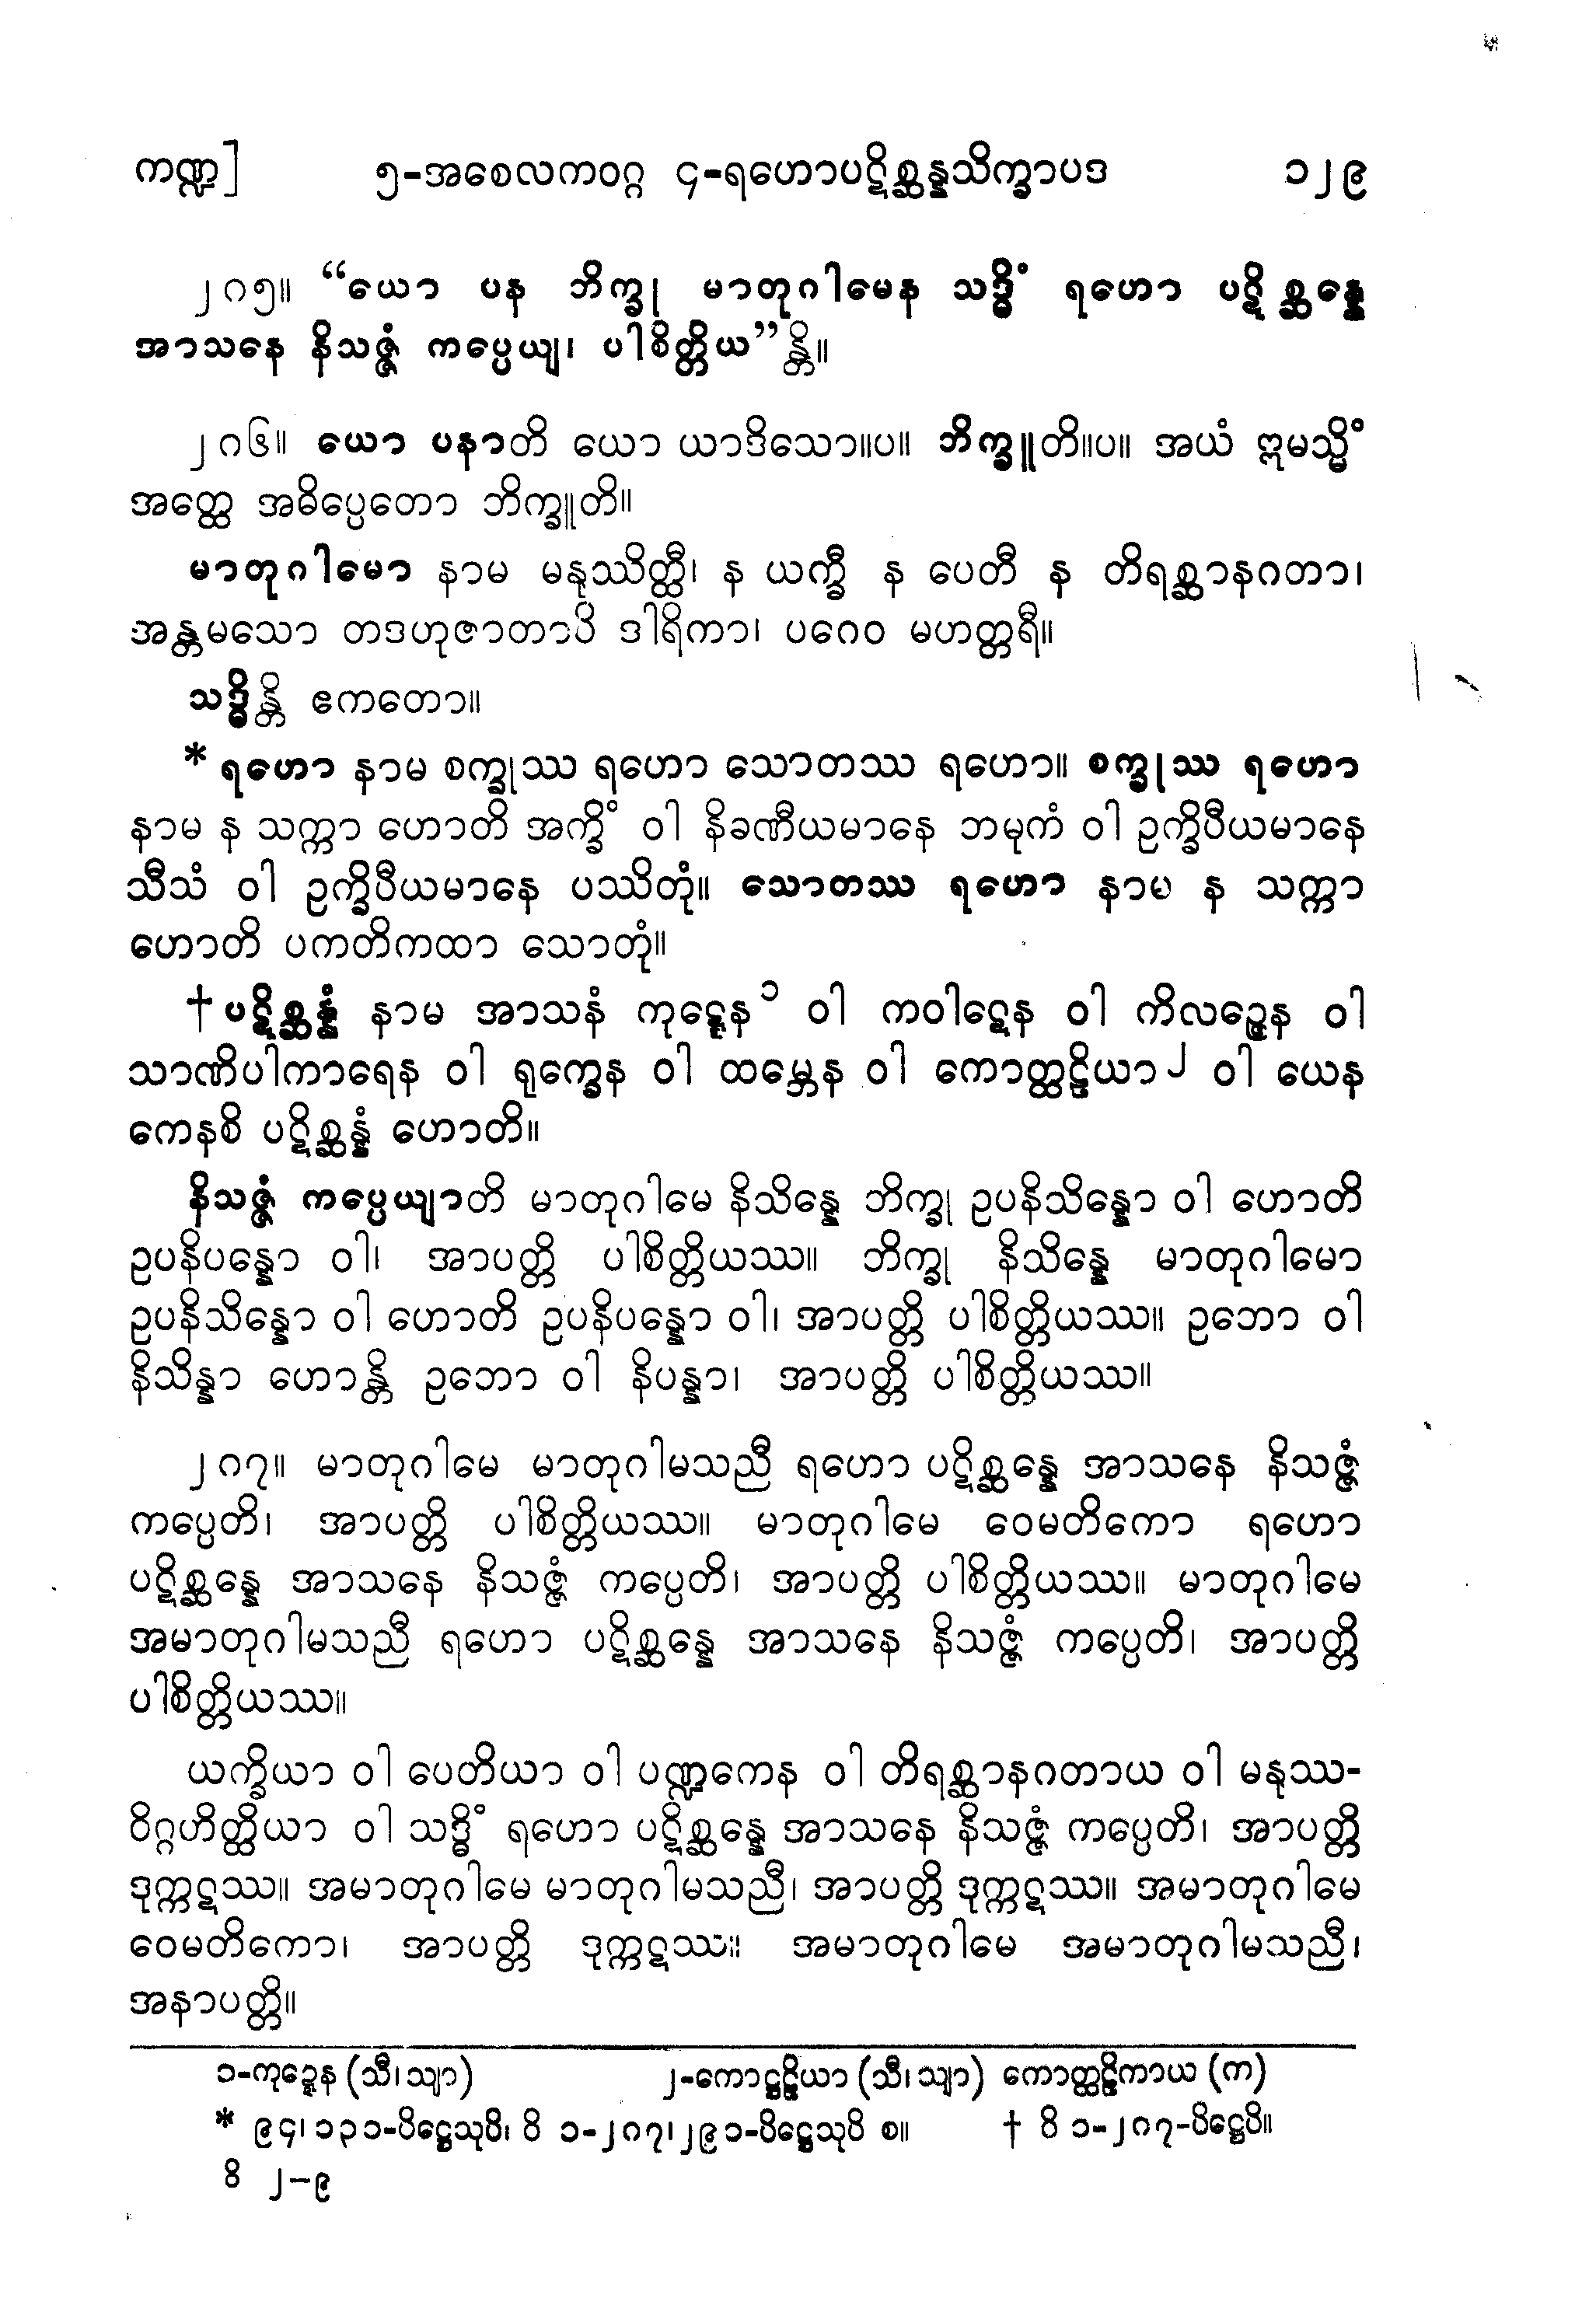 ကဏ္ဍ] ၅-အစေလကဝဂ္ဂ ၄-ရဟောပဋိစ္ဆန္နသိက္ခာပဒ ၁၂၉
၂၈၅။ “ယော ပန ဘိက္ခု မာတုဂါမေန သဒ္ဓိံ ရဟော ပဋိစ္ဆန္နေ
အာသနေ နိသဇ္ဇံ ကပ္ပေယျ၊ ပါစိတ္တိယ”န္တိ။
၂၈၆။ ယော ပနာတိ ယော ယာဒိသော။ပ။ ဘိက္ခူတိ။ပ။ အယံ ဣမသ္မိံ
အတ္ထေ အဓိပ္ပေတော ဘိက္ခူတိ။
မာတုဂါမော နာမ မနုဿိတ္ထီ၊ န ယက္ခီ န ပေတီ န တိရစ္ဆာနဂတာ၊
အန္တမသော တဒဟုဇာတာပိ ဒါရိကာ၊ ပဂေဝ မဟတ္တရီ။
သဒ္ဓိန္တိ ဧကတော။
* ရဟော နာမ စက္ခုဿ ရဟော သောတဿ ရဟော။ စက္ခုဿ ရဟော
နာမ န သက္ကာ ဟောတိ အက္ခိံ ဝါ နိခဏီယမာနေ ဘမုကံ ဝါ ဥက္ခိပီယမာနေ
သီသံ ဝါ ဥက္ခိပီယမာနေ ပဿိတုံ။ သောတဿ ရဟော နာမ န သက္ကာ
ဟောတိ ပကတိကထာ သောတုံ။
† ပဋိစ္ဆန္နံ နာမ အာသနံ ကုဋ္ဋေန ၁ ဝါ ကဝါဋေန ဝါ ကိလဉ္ဇေန ဝါ
သာဏိပါကာရေန ဝါ ရုက္ခေန ဝါ ထမ္ဘေန ဝါ ကောတ္ထဠိယာ ၂ ဝါ ယေန
ကေနစိ ပဋိစ္ဆန္နံ ဟောတိ။
နိသဇ္ဇံ ကပ္ပေယျာတိ မာတုဂါမေ နိသိန္နေ ဘိက္ခု ဥပနိသိန္နော ဝါ ဟောတိ
ဥပနိပန္နော ဝါ၊ အာပတ္တိ ပါစိတ္တိယဿ။ ဘိက္ခု နိသိန္နေ မာတုဂါမော
ဥပနိသိန္နော ဝါ ဟောတိ ဥပနိပန္နော ဝါ၊ အာပတ္တိ ပါစိတ္တိယဿ။ ဥဘော ဝါ
နိသိန္နာ ဟောန္တိ ဥဘော ဝါ နိပန္နာ၊ အာပတ္တိ ပါစိတ္တိယဿ။
၂၈၇။ မာတုဂါမေ မာတုဂါမသညီ ရဟော ပဋိစ္ဆန္နေ အာသနေ နိသဇ္ဇံ
ကပ္ပေတိ၊ အာပတ္တိ ပါစိတ္တိယဿ။ မာတုဂါမေ ဝေမတိကော ရဟော
ပဋိစ္ဆန္နေ အာသနေ နိသဇ္ဇံ ကပ္ပေတိ၊ အာပတ္တိ ပါစိတ္တိယဿ။ မာတုဂါမေ
အမာတုဂါမသညီ ရဟော ပဋိစ္ဆန္နေ အာသနေ နိသဇ္ဇံ ကပ္ပေတိ၊ အာပတ္တိ
ပါစိတ္တိယဿ။
ယက္ခိယာ ဝါ ပေတိယာ ဝါ ပဏ္ဍကေန ဝါ တိရစ္ဆာနဂတာယ ဝါ မနုဿ-
ဝိဂ္ဂဟိတ္ထိယာ ဝါ သဒ္ဓိံ ရဟော ပဋိစ္ဆန္နေ အာသနေ နိသဇ္ဇံ ကပ္ပေတိ၊ အာပတ္တိ
ဒုက္ကဋဿ။ အမာတုဂါမေ မာတုဂါမသညီ၊ အာပတ္တိ ဒုက္ကဋဿ။ အမာတုဂါမေ
ဝေမတိကော၊ အာပတ္တိ ဒုက္ကဋဿ။ အမာတုဂါမေ အမာတုဂါမသညီ၊
အနာပတ္တိ။
၁-ကုဍ္ဍေန (သီ၊သျာ) ၂-ကောဋ္ဌဠိယာ (သီ၊သျာ) ကောတ္ထဠိကာယ (က)
* ၉၄၊၁၃၁-ပိဋ္ဌေသုပိ၊ ဝိ ၁-၂၈၇၊၂၉၁-ပိဋ္ဌေသုပိ စ။ † ဝိ ၁-၂၈၇-ပိဋ္ဌေပိ။
ဝိ ၂–၉